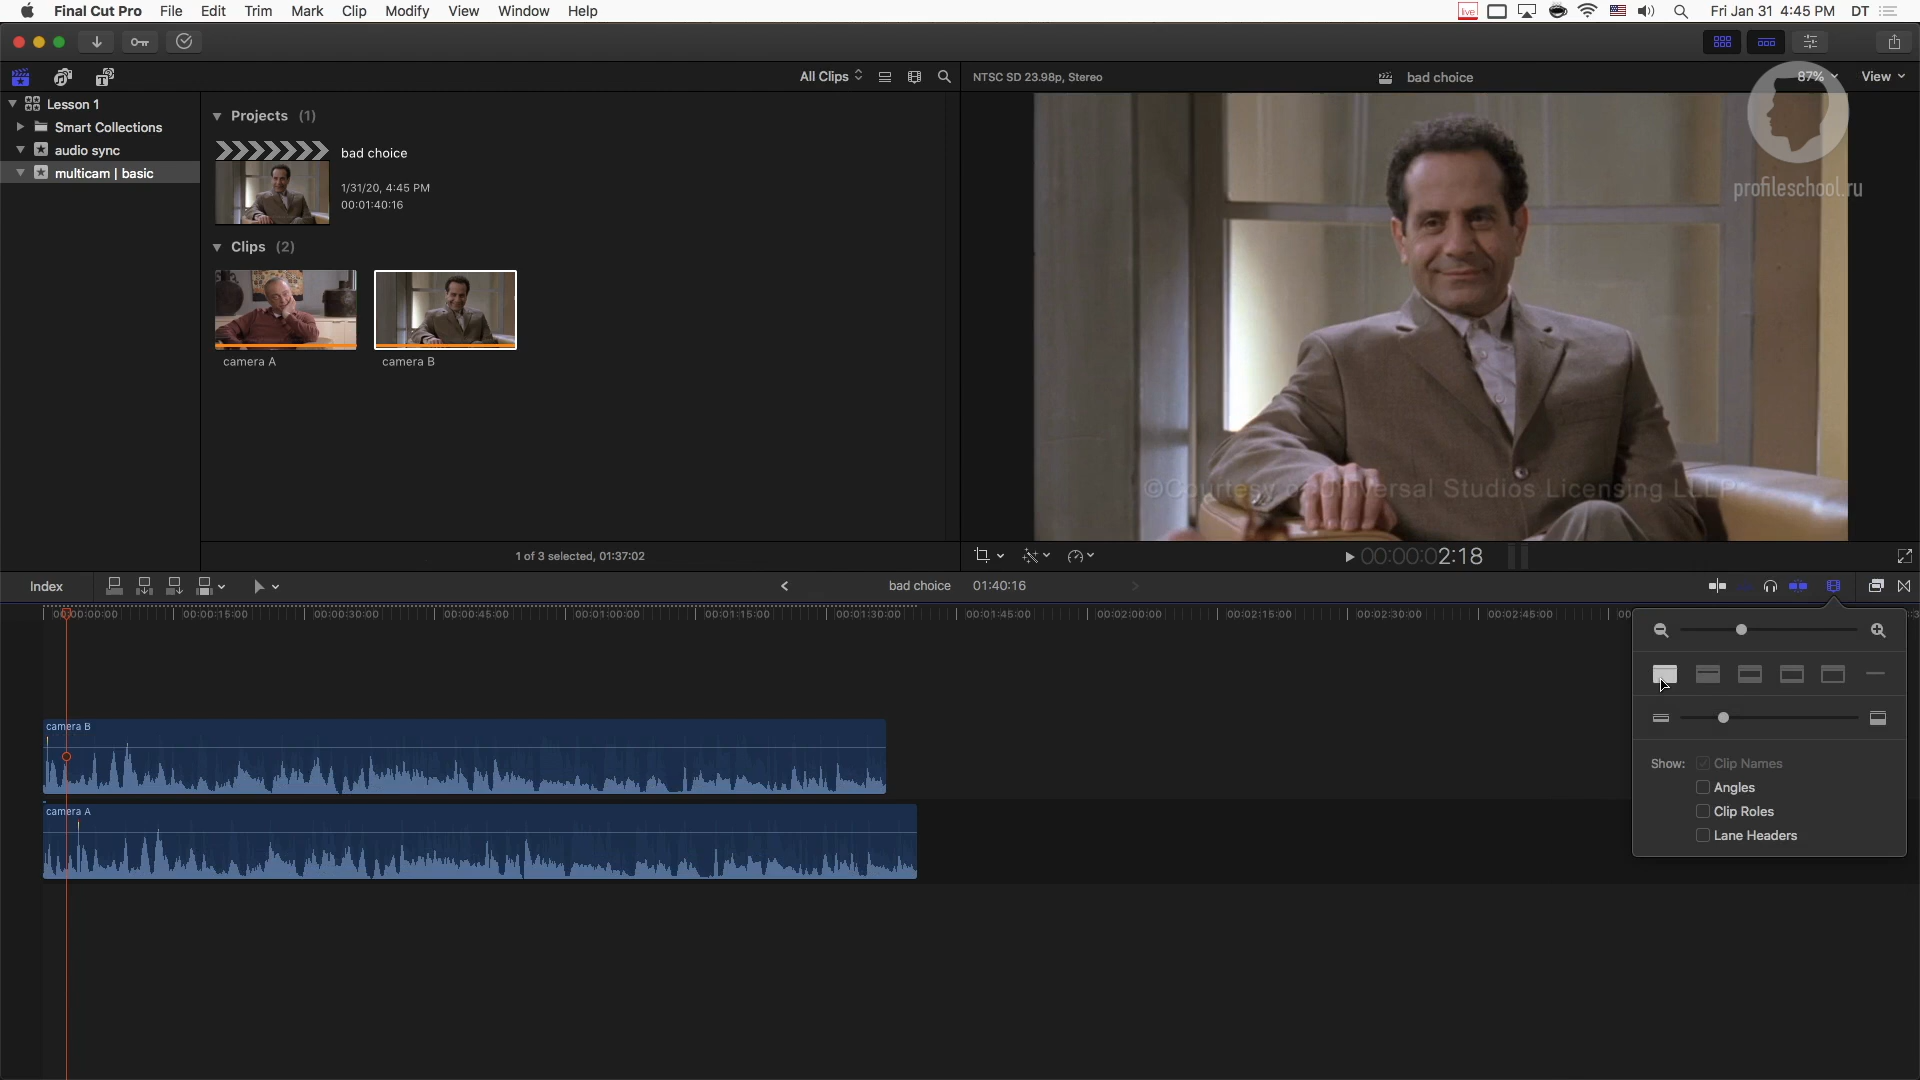 Final Cut Pro File Edit Trim Mark Clip Modify View Window Help
live Fri Jan 31 4:45 PM DT
All Clips
NTSC SD 23.98p, Stereo
bad choice
87%
View
profileschool.ru
Lesson 1
Smart Collections
audio sync
multicam | basic
Projects (1)
bad choice
1/31/20, 4:45 PM
00:01:40:16
Clips (2)
camera A
camera B
©Courtesy of Universal Studios Licensing LLLP
1 of 3 selected, 01:37:02
00:00:02:18
Index
bad choice 01:40:16
00:00:00:00 00:00:15:00 00:00:30:00 00:00:45:00 00:01:00:00 00:01:15:00 00:01:30:00 00:01:45:00 00:02:00:00 00:02:15:00 00:02:30:00 00:02:45:00
camera B
camera A
Show: Clip Names
Angles
Clip Roles
Lane Headers